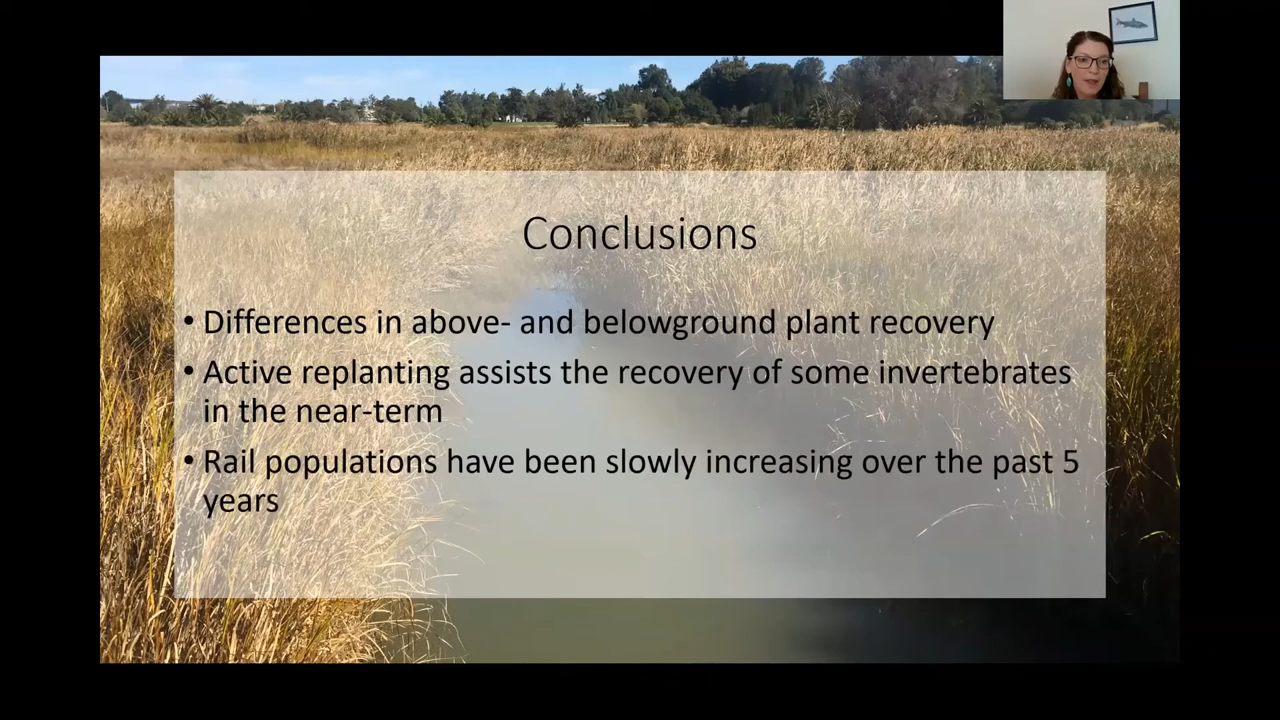 Conclusions
• Differences in above- and belowground plant recovery
• Active replanting assists the recovery of some invertebrates
in the near-term
• Rail populations have been slowly increasing over the past 5
years